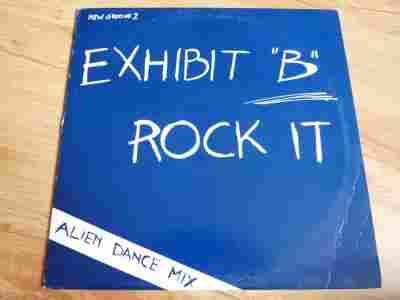 NEW GROOVE 2
EXHIBIT "B"
ROCK IT
ALIEN DANCE MIX